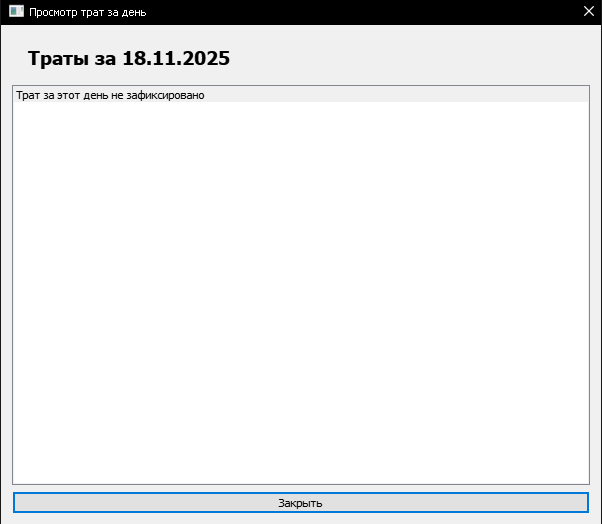 Просмотр трат за день
Траты за 18.11.2025
Трат за этот день не зафиксировано
Закрыть